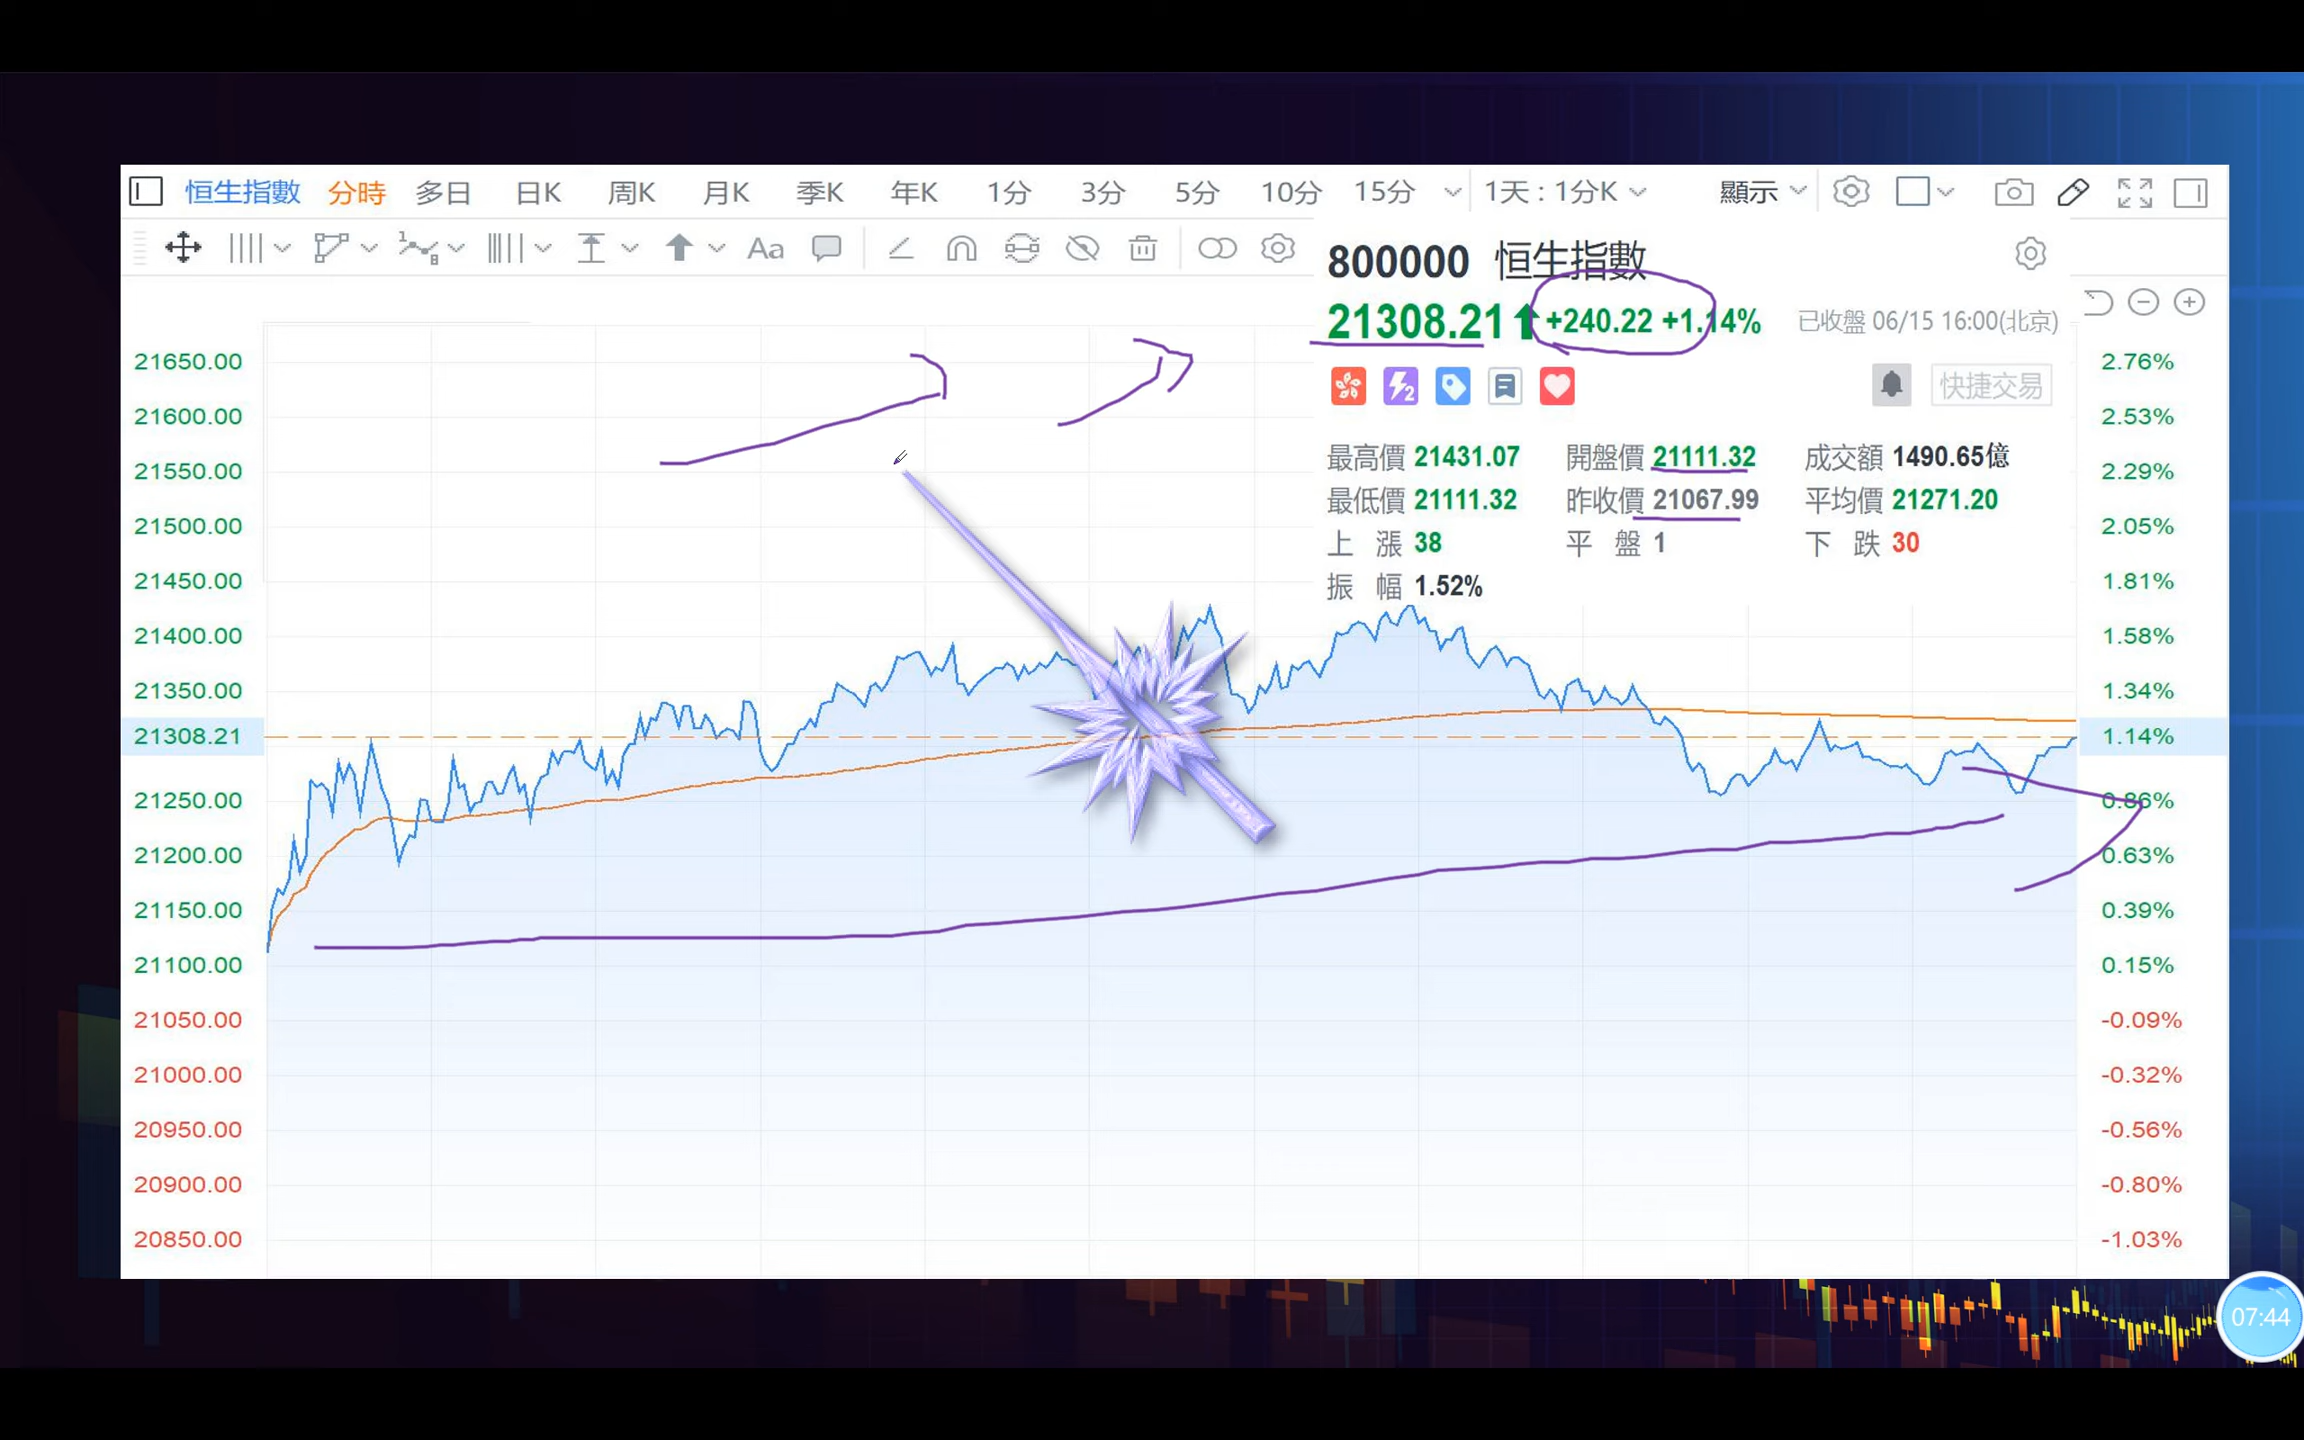 恒生指數 分時 多日 日K 周K 月K 季K 年K 1分 3分 5分 10分 15分 1天 : 1分K 顯示
Aa
800000 恒生指數
21308.21 +240.22 +1.14% 已收盤 06/15 16:00(北京)
快捷交易
最高價 21431.07 開盤價 21111.32 成交額 1490.65億
最低價 21111.32 昨收價 21067.99 平均價 21271.20
上漲 38 平盤 1 下跌 30
振幅 1.52%
21650.00 2.76%
21600.00 2.53%
21550.00 2.29%
21500.00 2.05%
21450.00 1.81%
21400.00 1.58%
21350.00 1.34%
21308.21 1.14%
21250.00 0.86%
21200.00 0.63%
21150.00 0.39%
21100.00 0.15%
21050.00 -0.09%
21000.00 -0.32%
20950.00 -0.56%
20900.00 -0.80%
20850.00 -1.03%
07:44